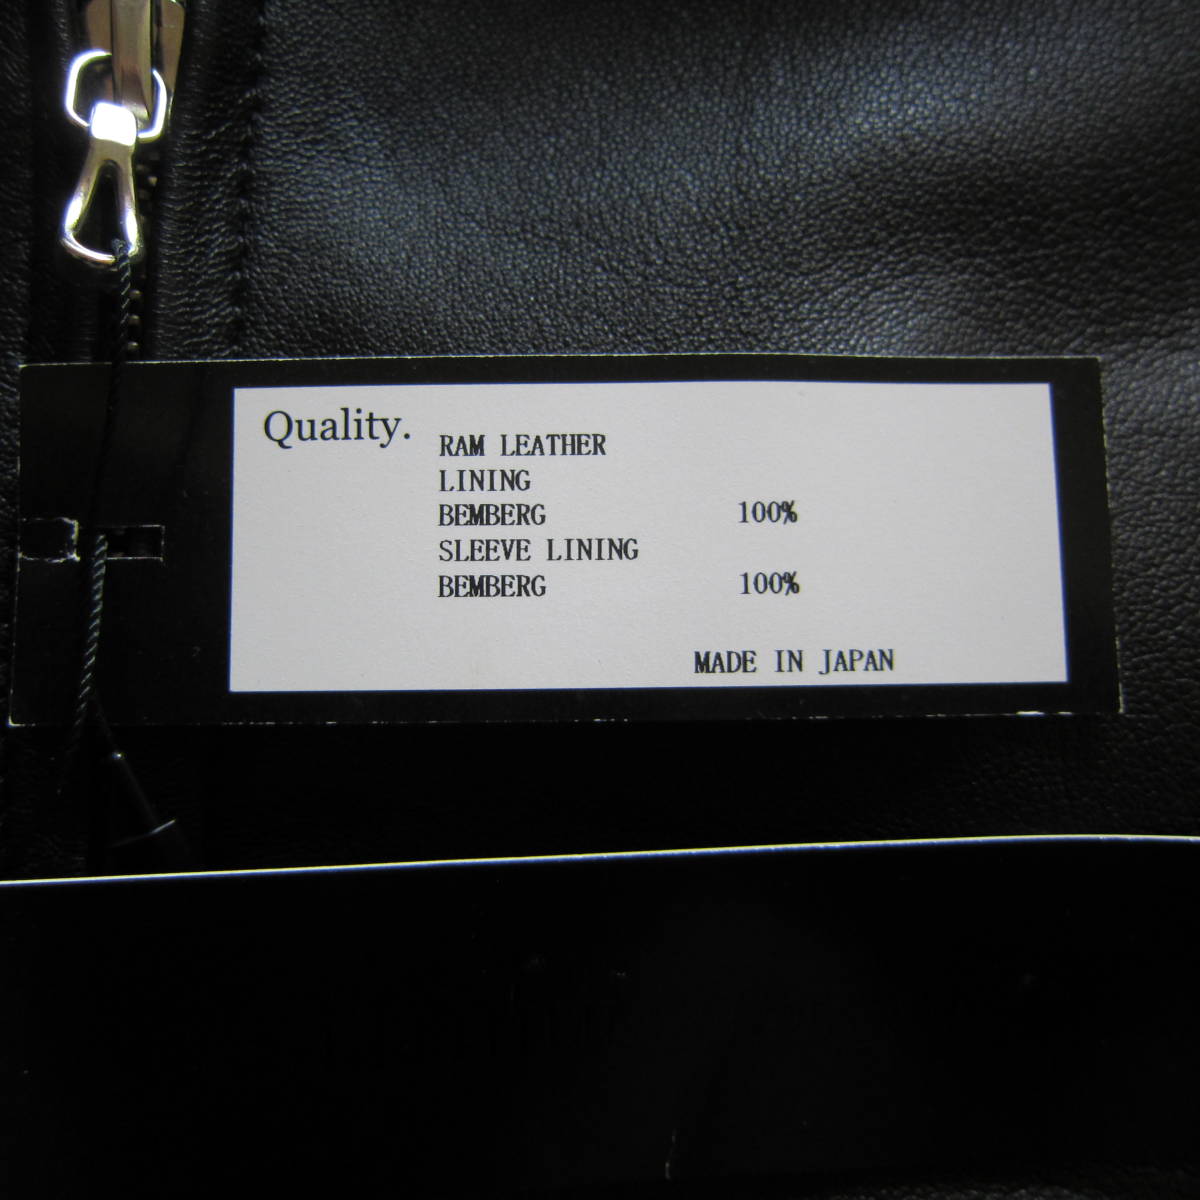 Quality.
RAM LEATHER
LINING
BEMBERG 100%
SLEEVE LINING
BEMBERG 100%
MADE IN JAPAN